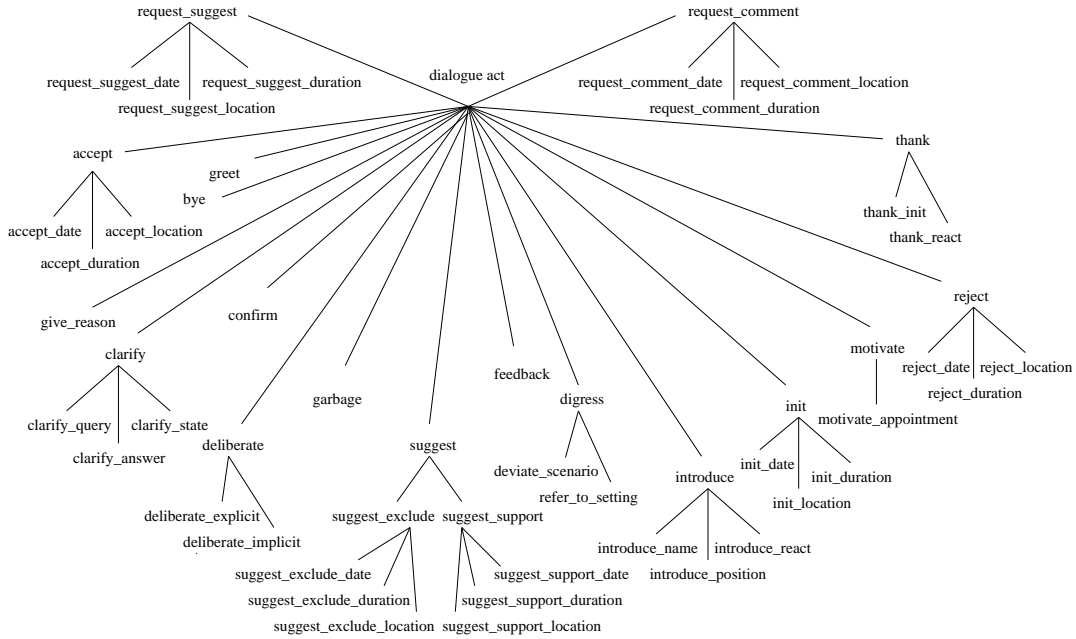 request_suggest
request_comment
request_suggest_date
request_suggest_duration
request_suggest_location
dialogue act
request_comment_date
request_comment_location
request_comment_duration
accept
greet
bye
thank
accept_date
accept_location
accept_duration
thank_init
thank_react
give_reason
confirm
reject
clarify
motivate
reject_date
reject_location
reject_duration
feedback
garbage
digress
init
motivate_appointment
clarify_query
clarify_state
clarify_answer
deliberate
suggest
deviate_scenario
refer_to_setting
introduce
init_date
init_duration
init_location
deliberate_explicit
deliberate_implicit
suggest_exclude
suggest_support
introduce_name
introduce_react
introduce_position
suggest_exclude_date
suggest_support_date
suggest_exclude_duration
suggest_support_duration
suggest_exclude_location
suggest_support_location